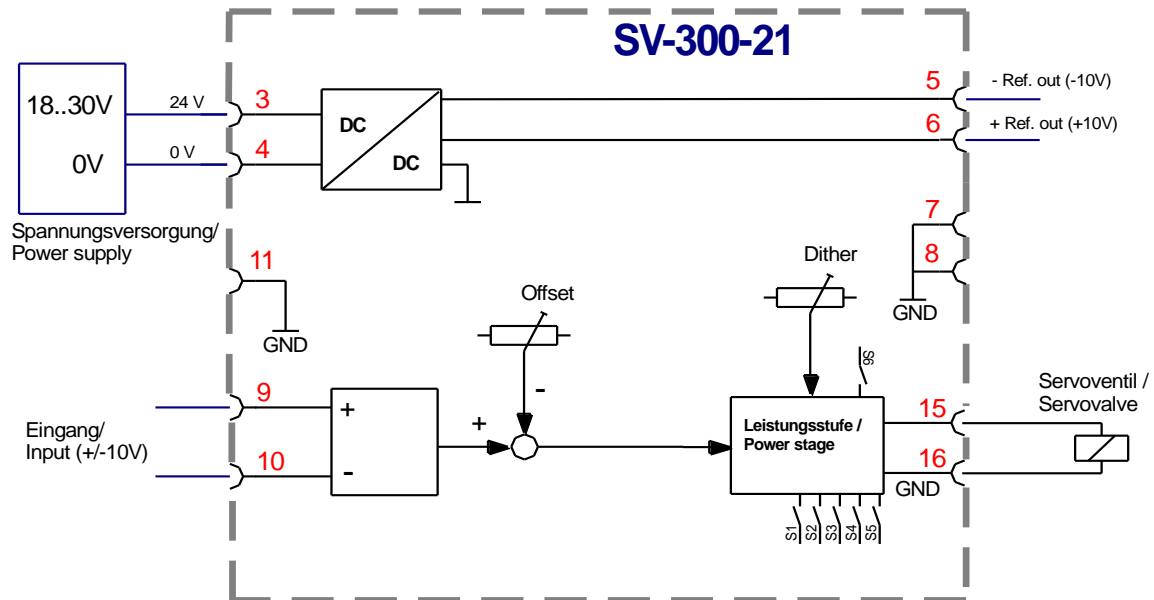 SV-300-21
18..30V
0V
24 V
0 V
3
4
DC
DC
5
6
- Ref. out (-10V)
+ Ref. out (+10V)
Spannungsversorgung/
Power supply
7
8
GND
11
GND
Offset
Dither
-
+
S6
9
10
Eingang/
Input (+/-10V)
+
-
Leistungsstufe /
Power stage
15
16
GND
Servoventil /
Servovalve
S1
S2
S3
S4
S5